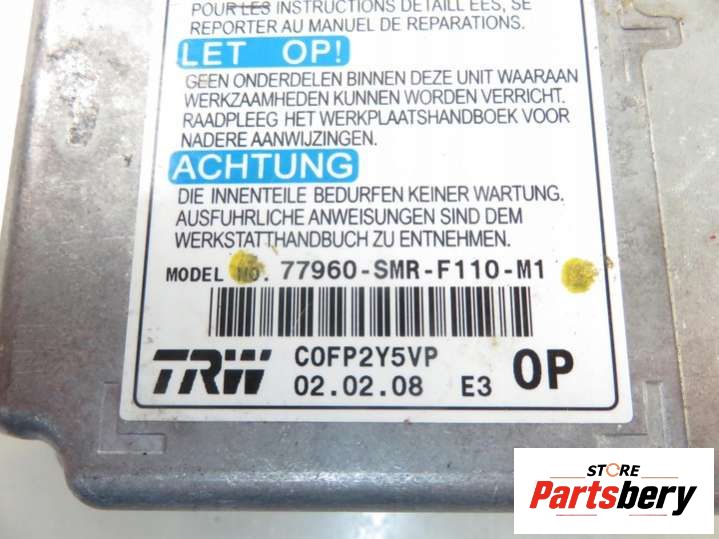 POUR LES INSTRUCTIONS DÉTAILLÉES, SE
REPORTER AU MANUEL DE REPARATIONS.
LET OP!
GEEN ONDERDELEN BINNEN DEZE UNIT WAARAAN
WERKZAAMHEDEN KUNNEN WORDEN VERRICHT.
RAADPLEEG HET WERKPLAATSHANDBOEK VOOR
NADERE AANWIJZINGEN.
ACHTUNG
DIE INNENTEILE BEDURFEN KEINER WARTUNG.
AUSFUHRLICHE ANWEISUNGEN SIND DEM
WERKSTATTHANDBUCH ZU ENTNEHMEN.
MODEL NO. 77960-SMR-F110-M1
TRW COFP2Y5VP OP
02.02.08 E3
STORE
Partsbery